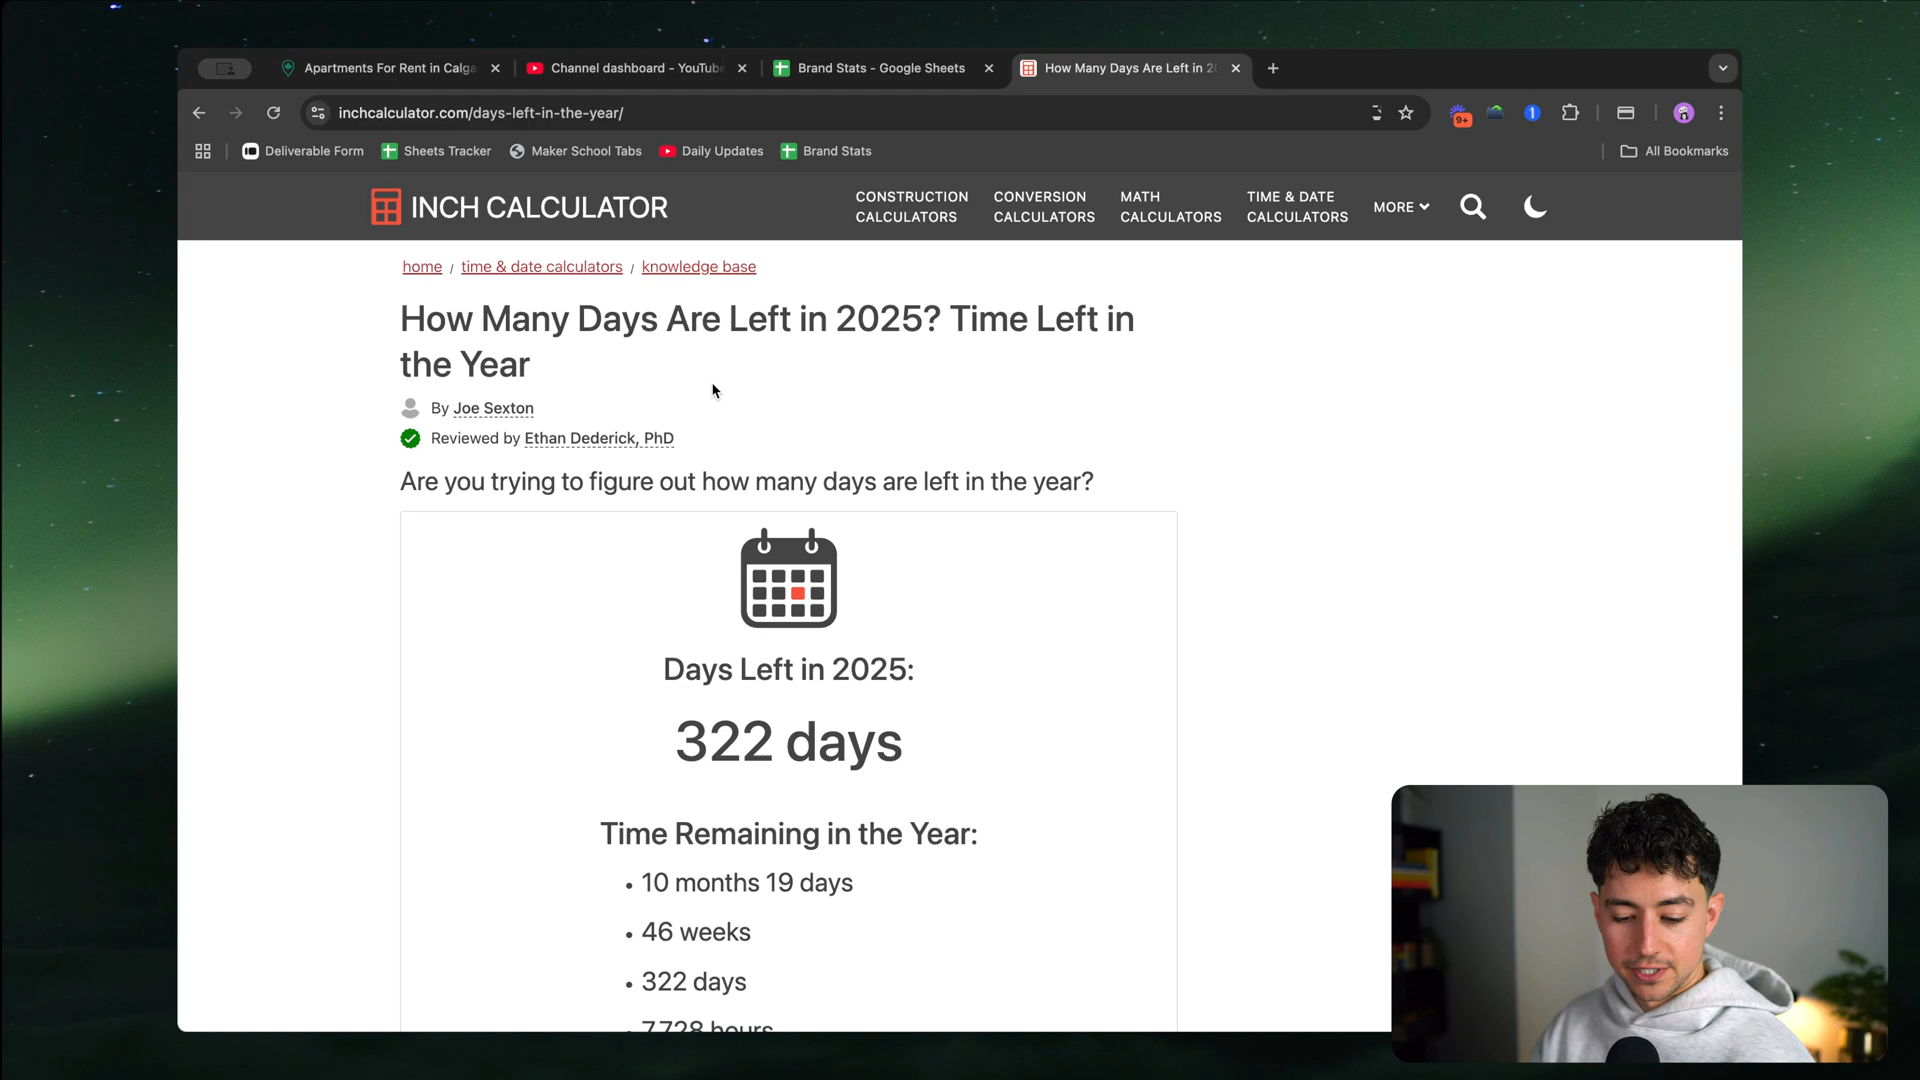 Apartments For Rent in Calga
Channel dashboard - YouTube
Brand Stats - Google Sheets
How Many Days Are Left in 2
inchcalculator.com/days-left-in-the-year/
9+
1
Deliverable Form
Sheets Tracker
Maker School Tabs
Daily Updates
Brand Stats
All Bookmarks
INCH CALCULATOR
CONSTRUCTION
CALCULATORS
CONVERSION
CALCULATORS
MATH
CALCULATORS
TIME & DATE
CALCULATORS
MORE
home / time & date calculators / knowledge base
How Many Days Are Left in 2025? Time Left in
the Year
By Joe Sexton
Reviewed by Ethan Dederick, PhD
Are you trying to figure out how many days are left in the year?
Days Left in 2025:
322 days
Time Remaining in the Year:
• 10 months 19 days
• 46 weeks
• 322 days
• 7,728 hours